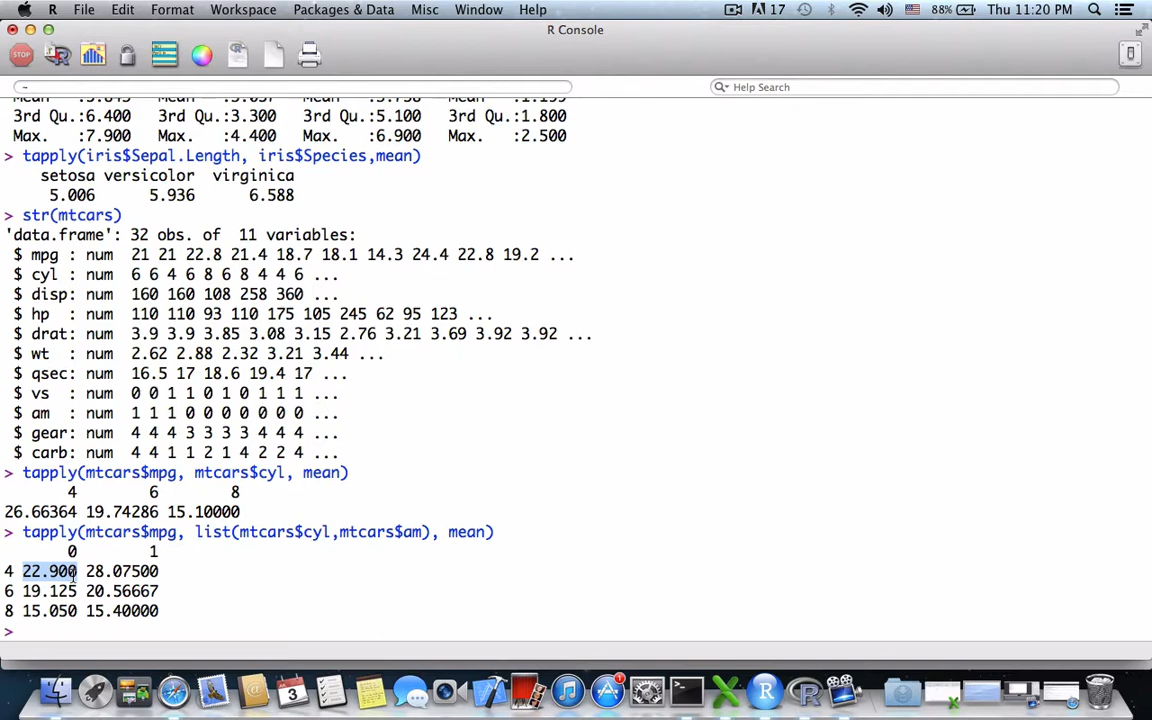 R File Edit Format Workspace Packages & Data Misc Window Help 17 88% Thu 11:20 PM
R Console
STOP
~ Help Search
3rd Qu.:6.400 3rd Qu.:3.300 3rd Qu.:5.100 3rd Qu.:1.800
Max. :7.900 Max. :4.400 Max. :6.900 Max. :2.500
> tapply(iris$Sepal.Length, iris$Species,mean)
setosa versicolor virginica
5.006 5.936 6.588
> str(mtcars)
'data.frame': 32 obs. of 11 variables:
$ mpg : num 21 21 22.8 21.4 18.7 18.1 14.3 24.4 22.8 19.2 ...
$ cyl : num 6 6 4 6 8 6 8 4 4 6 ...
$ disp: num 160 160 108 258 360 ...
$ hp : num 110 110 93 110 175 105 245 62 95 123 ...
$ drat: num 3.9 3.9 3.85 3.08 3.15 2.76 3.21 3.69 3.92 3.92 ...
$ wt : num 2.62 2.88 2.32 3.21 3.44 ...
$ qsec: num 16.5 17 18.6 19.4 17 ...
$ vs : num 0 0 1 1 0 1 0 1 1 1 ...
$ am : num 1 1 1 0 0 0 0 0 0 0 ...
$ gear: num 4 4 4 3 3 3 3 4 4 4 ...
$ carb: num 4 4 1 1 2 1 4 2 2 4 ...
> tapply(mtcars$mpg, mtcars$cyl, mean)
4 6 8
26.66364 19.74286 15.10000
> tapply(mtcars$mpg, list(mtcars$cyl,mtcars$am), mean)
0 1
4 22.900 28.07500
6 19.125 20.56667
8 15.050 15.40000
>